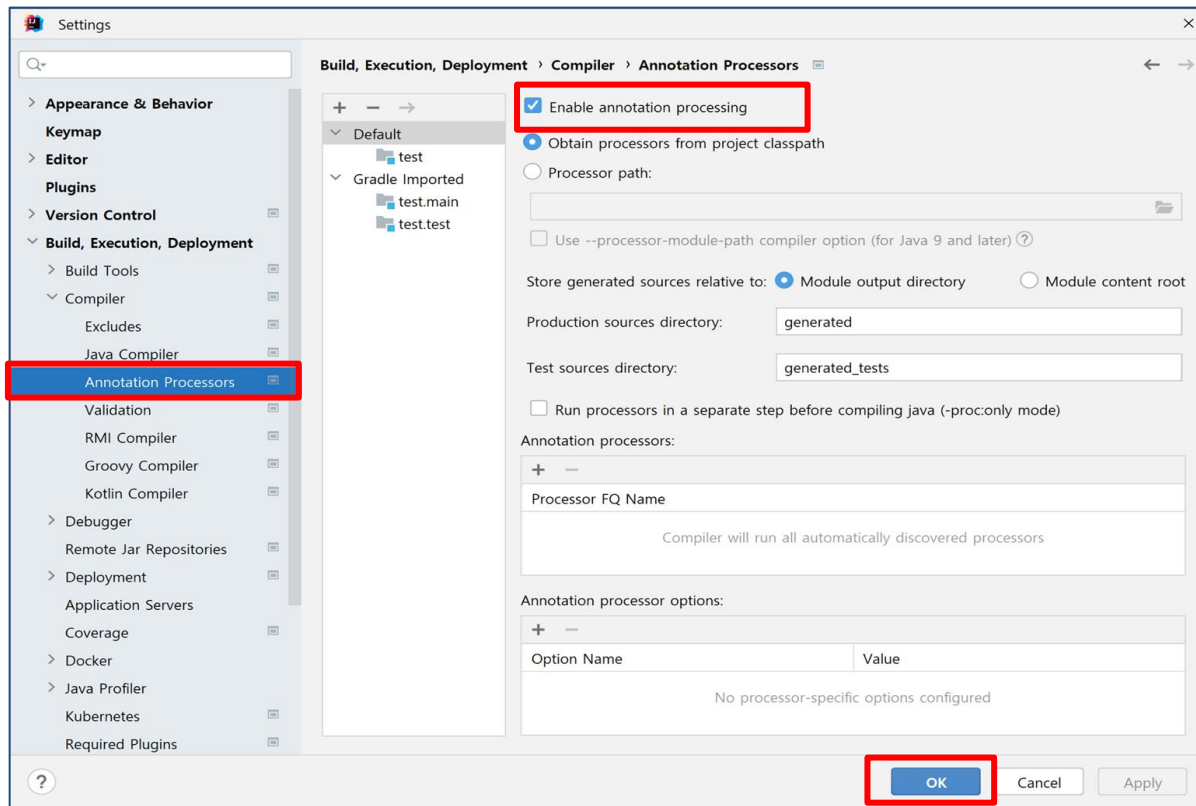 Settings
Appearance & Behavior
Keymap
Editor
Plugins
Version Control
Build, Execution, Deployment
Build Tools
Compiler
Excludes
Java Compiler
Annotation Processors
Validation
RMI Compiler
Groovy Compiler
Kotlin Compiler
Debugger
Remote Jar Repositories
Deployment
Application Servers
Coverage
Docker
Java Profiler
Kubernetes
Required Plugins
Build, Execution, Deployment › Compiler › Annotation Processors
Default
test
Gradle Imported
test.main
test.test
Enable annotation processing
Obtain processors from project classpath
Processor path:
Use --processor-module-path compiler option (for Java 9 and later) ?
Store generated sources relative to: Module output directory Module content root
Production sources directory: generated
Test sources directory: generated_tests
Run processors in a separate step before compiling java (-proc:only mode)
Annotation processors:
Processor FQ Name
Compiler will run all automatically discovered processors
Annotation processor options:
Option Name Value
No processor-specific options configured
? OK Cancel Apply